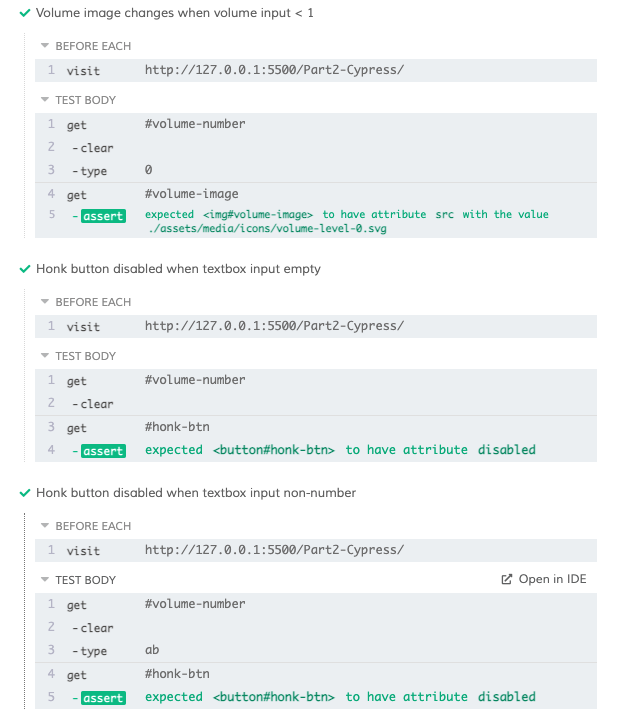 Volume image changes when volume input < 1
BEFORE EACH
1 visit http://127.0.0.1:5500/Part2-Cypress/
TEST BODY
1 get #volume-number
2 -clear
3 -type 0
4 get #volume-image
5 -assert expected <img#volume-image> to have attribute src with the value
./assets/media/icons/volume-level-0.svg
Honk button disabled when textbox input empty
BEFORE EACH
1 visit http://127.0.0.1:5500/Part2-Cypress/
TEST BODY
1 get #volume-number
2 -clear
3 get #honk-btn
4 -assert expected <button#honk-btn> to have attribute disabled
Honk button disabled when textbox input non-number
BEFORE EACH
1 visit http://127.0.0.1:5500/Part2-Cypress/
TEST BODY Open in IDE
1 get #volume-number
2 -clear
3 -type ab
4 get #honk-btn
5 -assert expected <button#honk-btn> to have attribute disabled